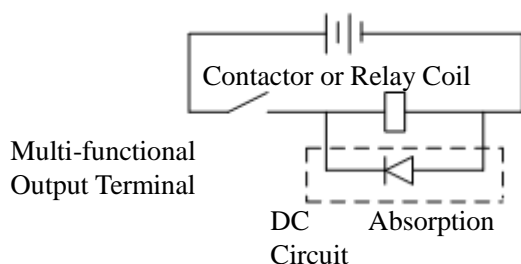 Contactor or Relay Coil
Multi-functional
Output Terminal
DC Absorption
Circuit